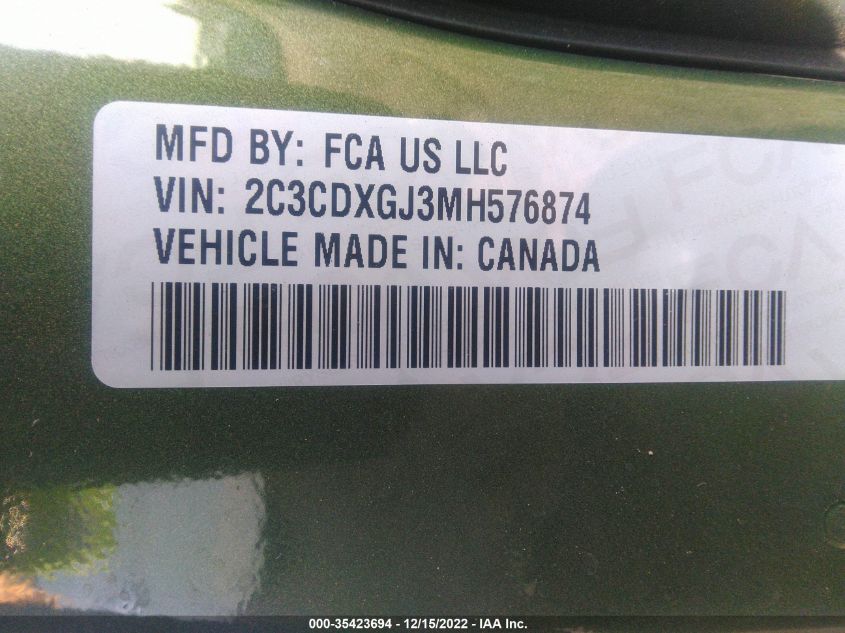 MFD BY: FCA US LLC
VIN: 2C3CDXGJ3MH576874
VEHICLE MADE IN: CANADA
000-35423694 - 12/15/2022 - IAA Inc.